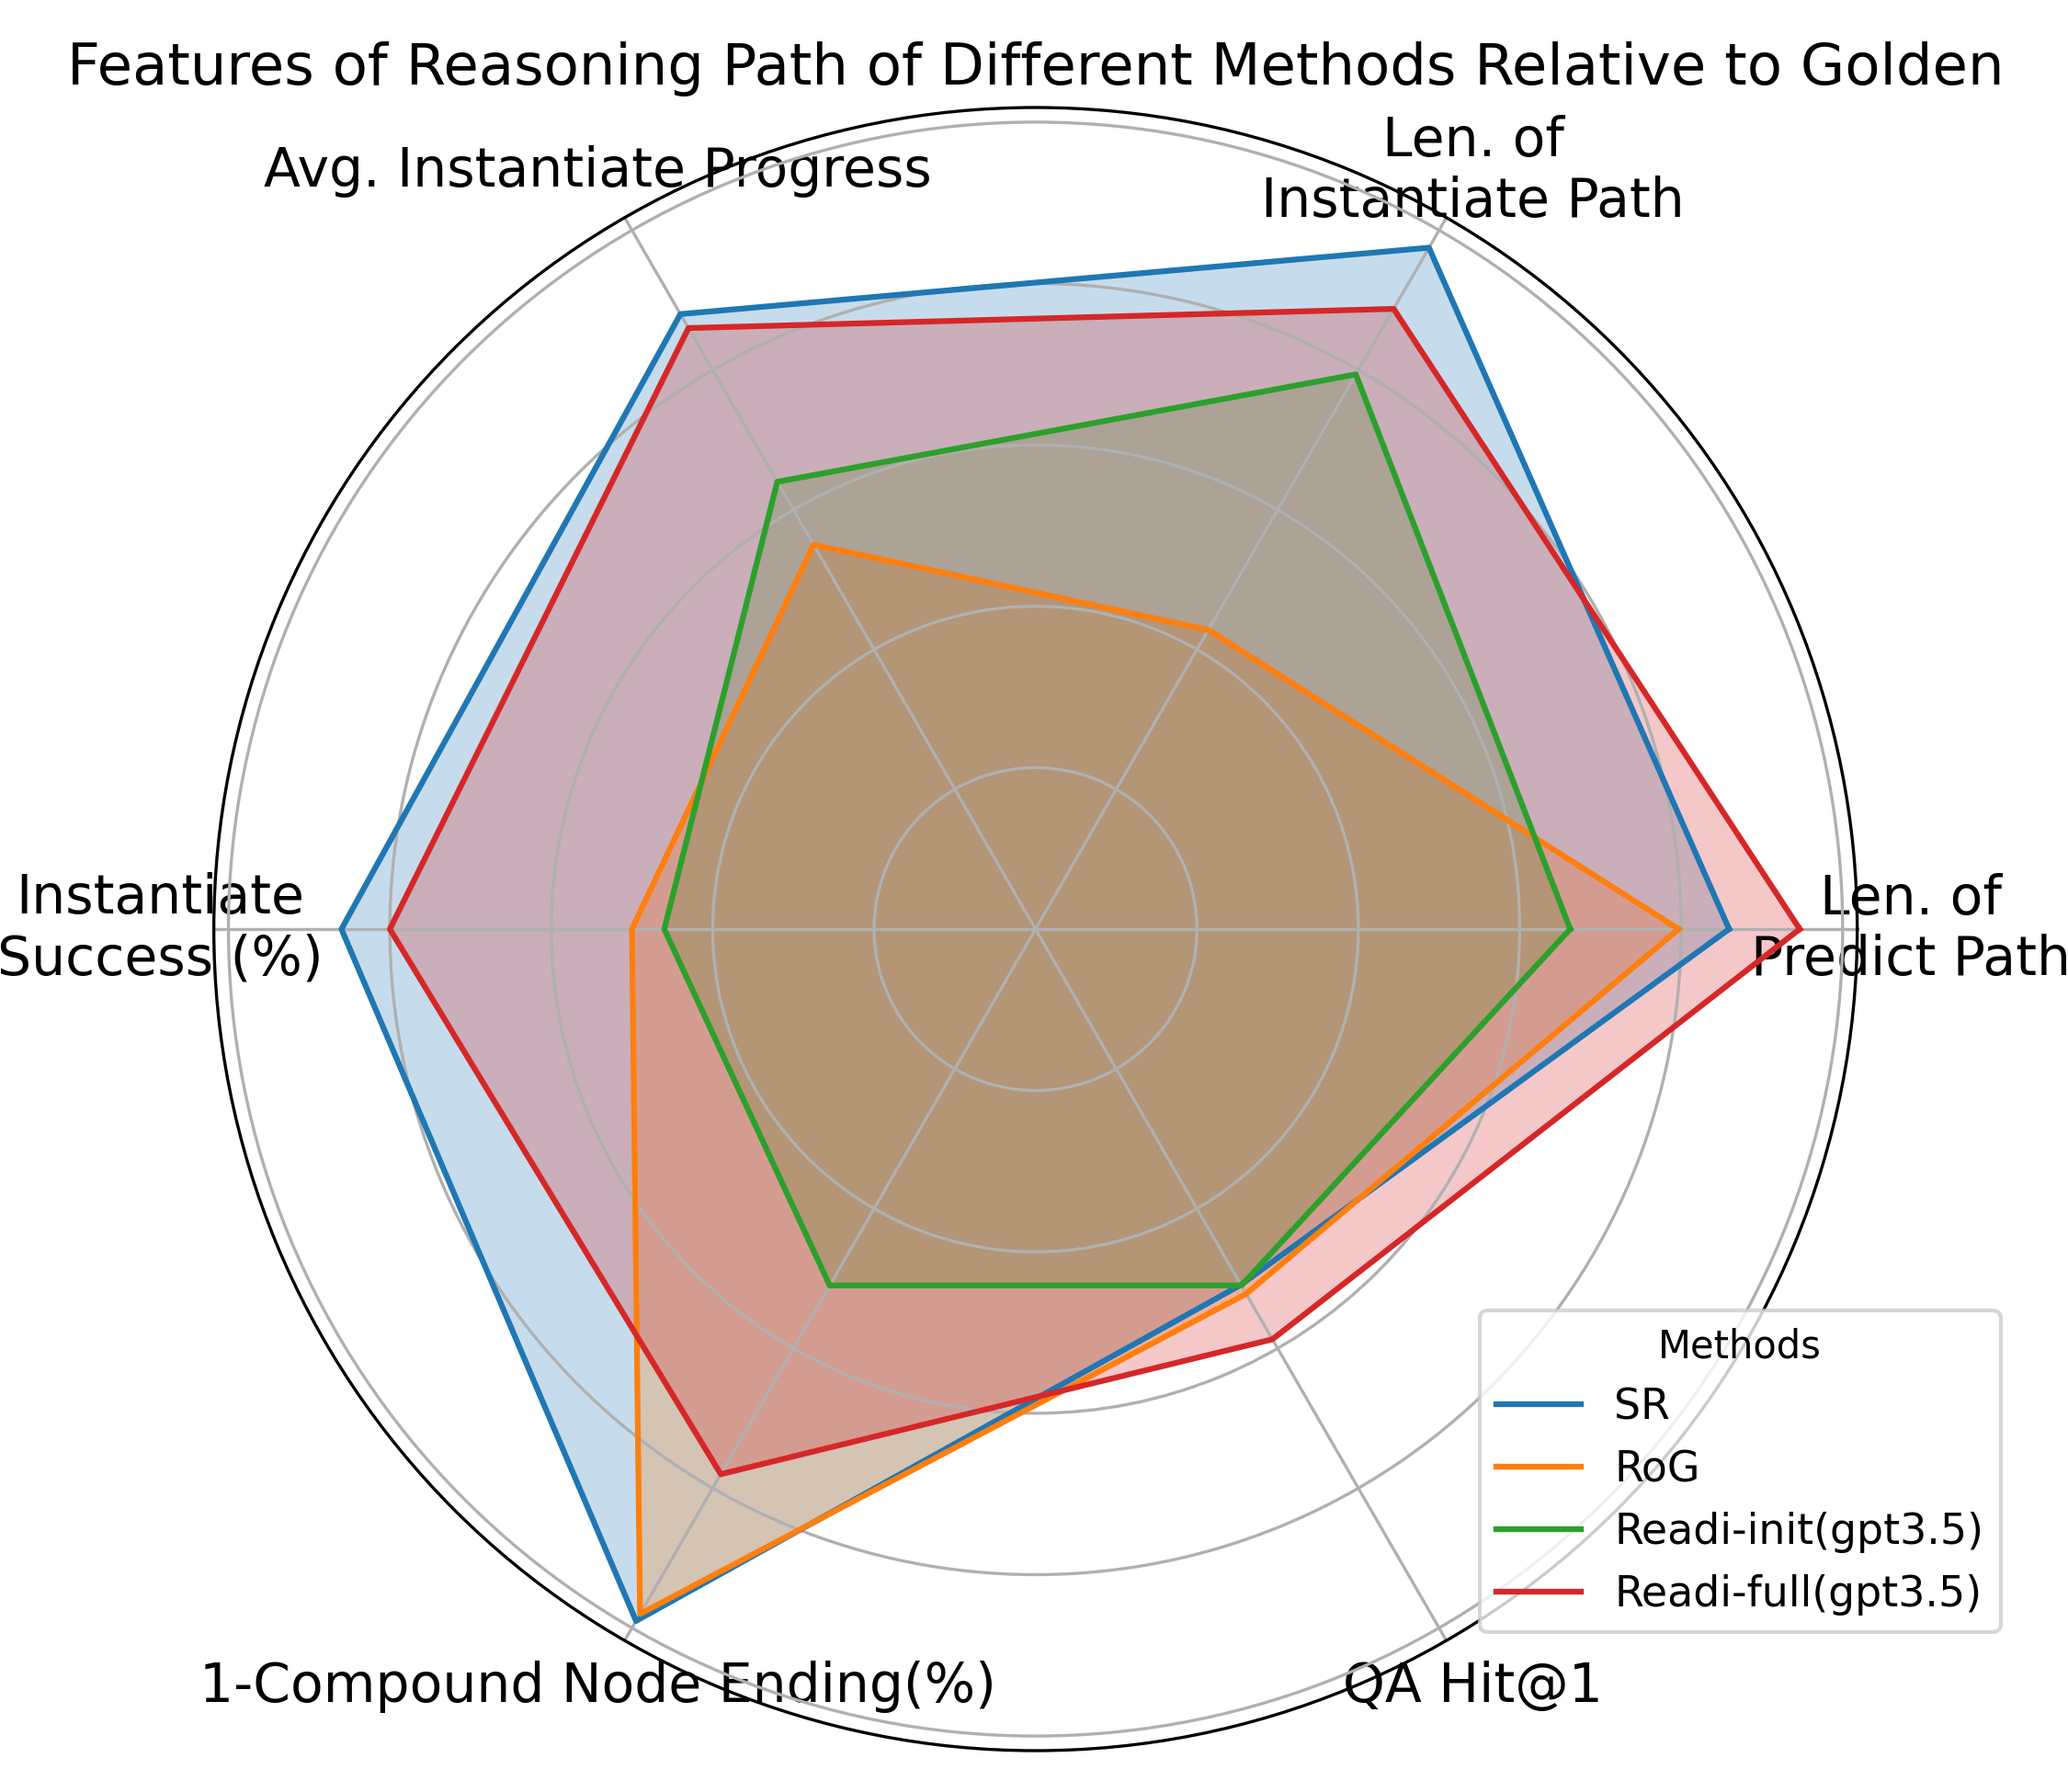 Features of Reasoning Path of Different Methods Relative to Golden
Len. of
Instantiate Path
Avg. Instantiate Progress
Instantiate
Success (%)
Len. of
Predict Path
1-Compound Node Ending(%)
QA Hit@1
Methods
SR
RoG
Readi-init(gpt3.5)
Readi-full(gpt3.5)